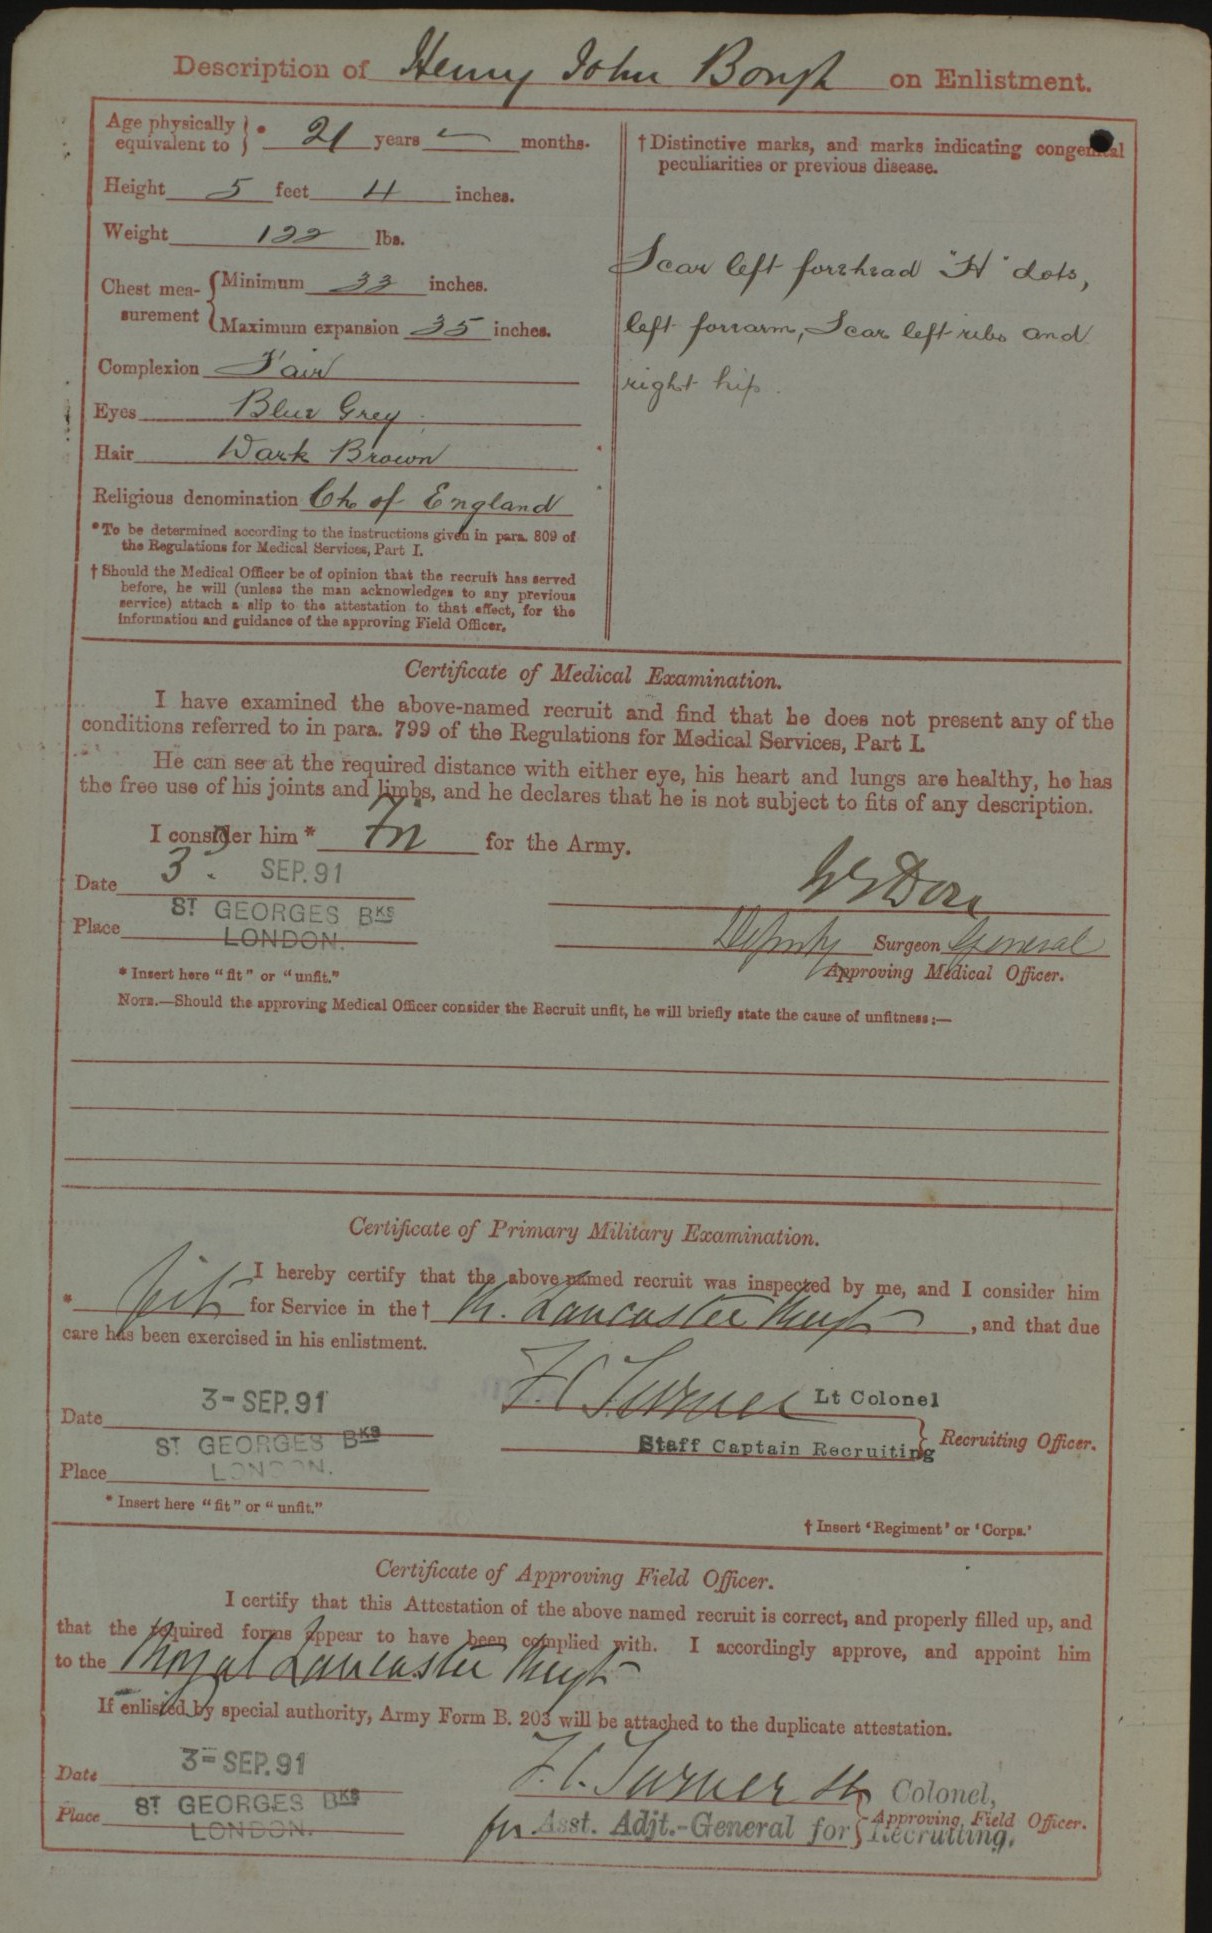 Description of Henry John Bough on Enlistment.
Age physically equivalent to } * 21 years — months.
Height 5 feet 4 inches.
Weight 122 lbs.
Chest measurement { Minimum 33 inches.
Maximum expansion 35 inches.
Complexion Fair
Eyes Blue Grey.
Hair Dark Brown
Religious denomination Ch of England
* To be determined according to the instructions given in para. 809 of
the Regulations for Medical Services, Part I.
† Should the Medical Officer be of opinion that the recruit has served
before, he will (unless the man acknowledges to any previous
service) attach a slip to the attestation to that effect, for the
information and guidance of the approving Field Officer.
† Distinctive marks, and marks indicating congenital
peculiarities or previous disease.
Scar left forehead "H" dots,
left forearm, Scar left ribs and
right hip.
Certificate of Medical Examination.
I have examined the above-named recruit and find that he does not present any of the
conditions referred to in para. 799 of the Regulations for Medical Services, Part I.
He can see at the required distance with either eye, his heart and lungs are healthy, he has
the free use of his joints and limbs, and he declares that he is not subject to fits of any description.
I consider him * Fit for the Army.
Date 3 SEP. 91
Place ST GEORGES BKS
LONDON.
Deputy Surgeon General
Approving Medical Officer.
* Insert here "fit" or "unfit."
NOTE.—Should the approving Medical Officer consider the Recruit unfit, he will briefly state the cause of unfitness;—
Certificate of Primary Military Examination.
I hereby certify that the above named recruit was inspected by me, and I consider him
* fit for Service in the † R. Lancaster Regt, and that due
care has been exercised in his enlistment.
F.C. Turner Lt Colonel
Date 3- SEP. 91
Staff Captain Recruiting } Recruiting Officer.
Place ST GEORGES BKS
LONDON.
* Insert here "fit" or "unfit."
† Insert 'Regiment' or 'Corps.'
Certificate of Approving Field Officer.
I certify that this Attestation of the above named recruit is correct, and properly filled up, and
that the required forms appear to have been complied with. I accordingly approve, and appoint him
to the Royal Lancaster Regt
If enlisted by special authority, Army Form B. 203 will be attached to the duplicate attestation.
Date 3- SEP. 91
F.C. Turner Lt Colonel,
Place ST GEORGES BKS
LONDON.
Approving Field Officer.
for Asst. Adjt.-General for Recruiting.